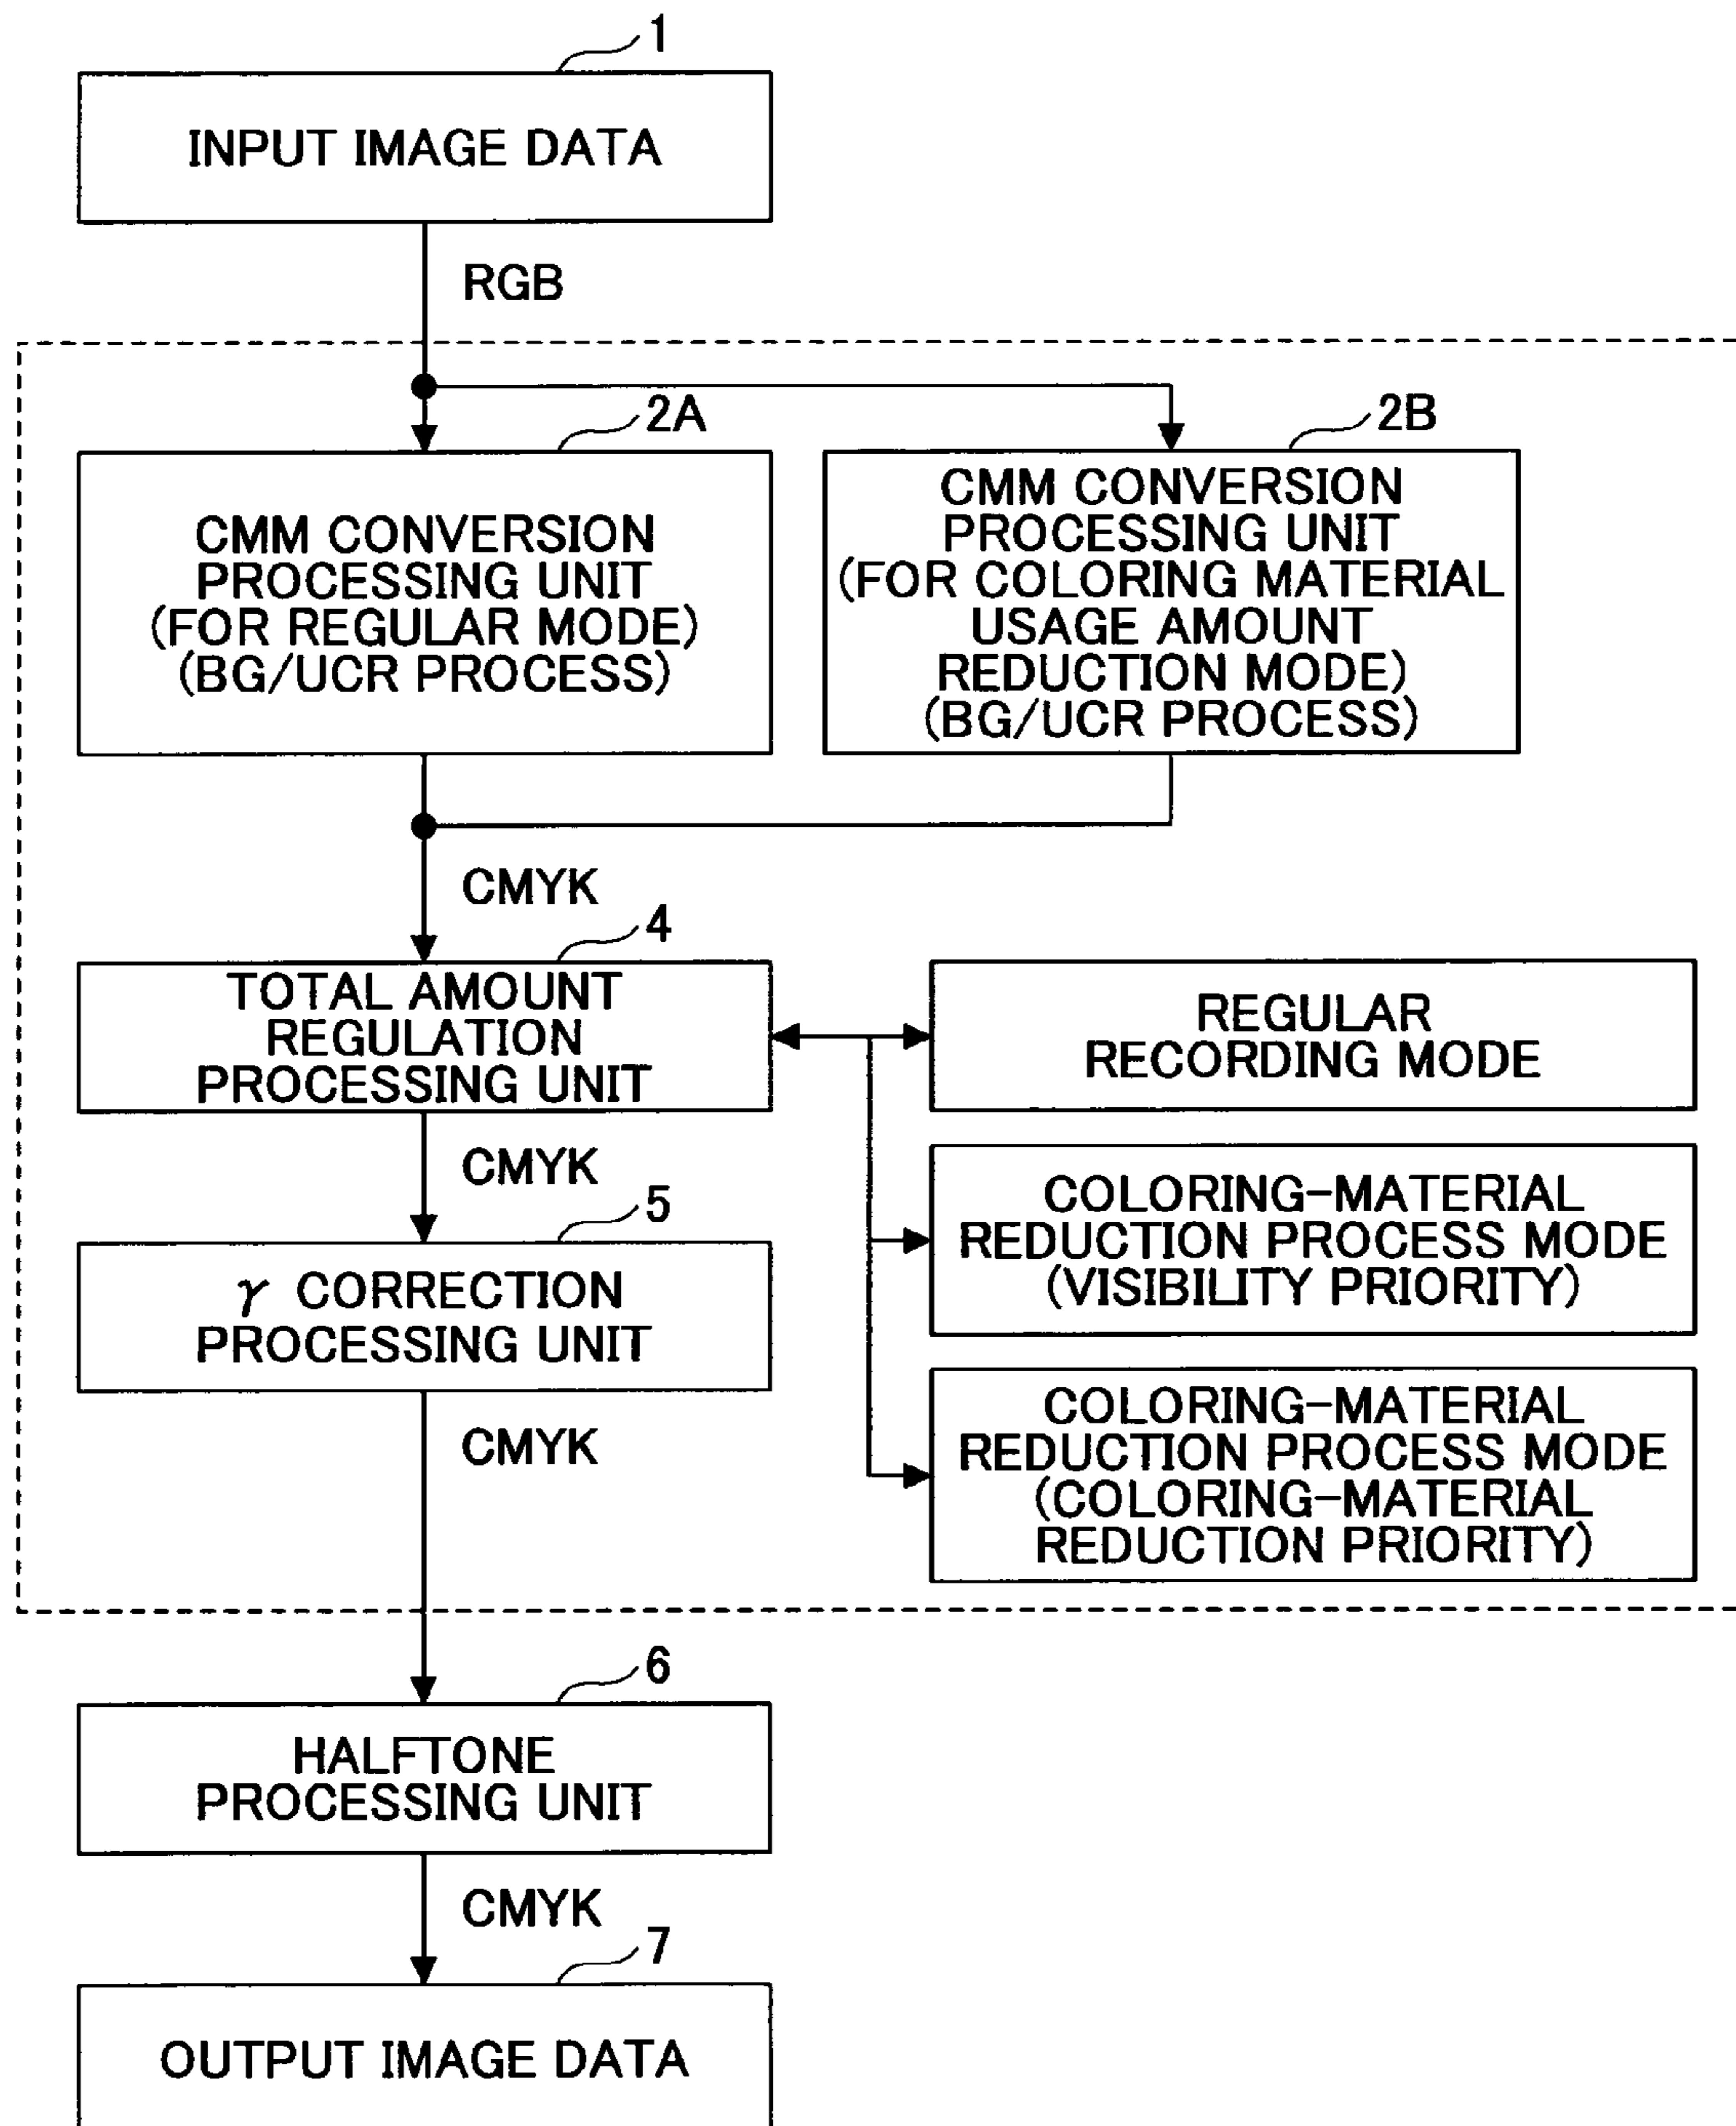 1
INPUT IMAGE DATA
RGB
2A
CMM CONVERSION
PROCESSING UNIT
(FOR REGULAR MODE)
(BG/UCR PROCESS)
2B
CMM CONVERSION
PROCESSING UNIT
(FOR COLORING MATERIAL
USAGE AMOUNT
REDUCTION MODE)
(BG/UCR PROCESS)
CMYK
4
TOTAL AMOUNT
REGULATION
PROCESSING UNIT
REGULAR
RECORDING MODE
COLORING-MATERIAL
REDUCTION PROCESS MODE
(VISIBILITY PRIORITY)
COLORING-MATERIAL
REDUCTION PROCESS MODE
(COLORING-MATERIAL
REDUCTION PRIORITY)
CMYK
5
γ CORRECTION
PROCESSING UNIT
CMYK
6
HALFTONE
PROCESSING UNIT
CMYK
7
OUTPUT IMAGE DATA